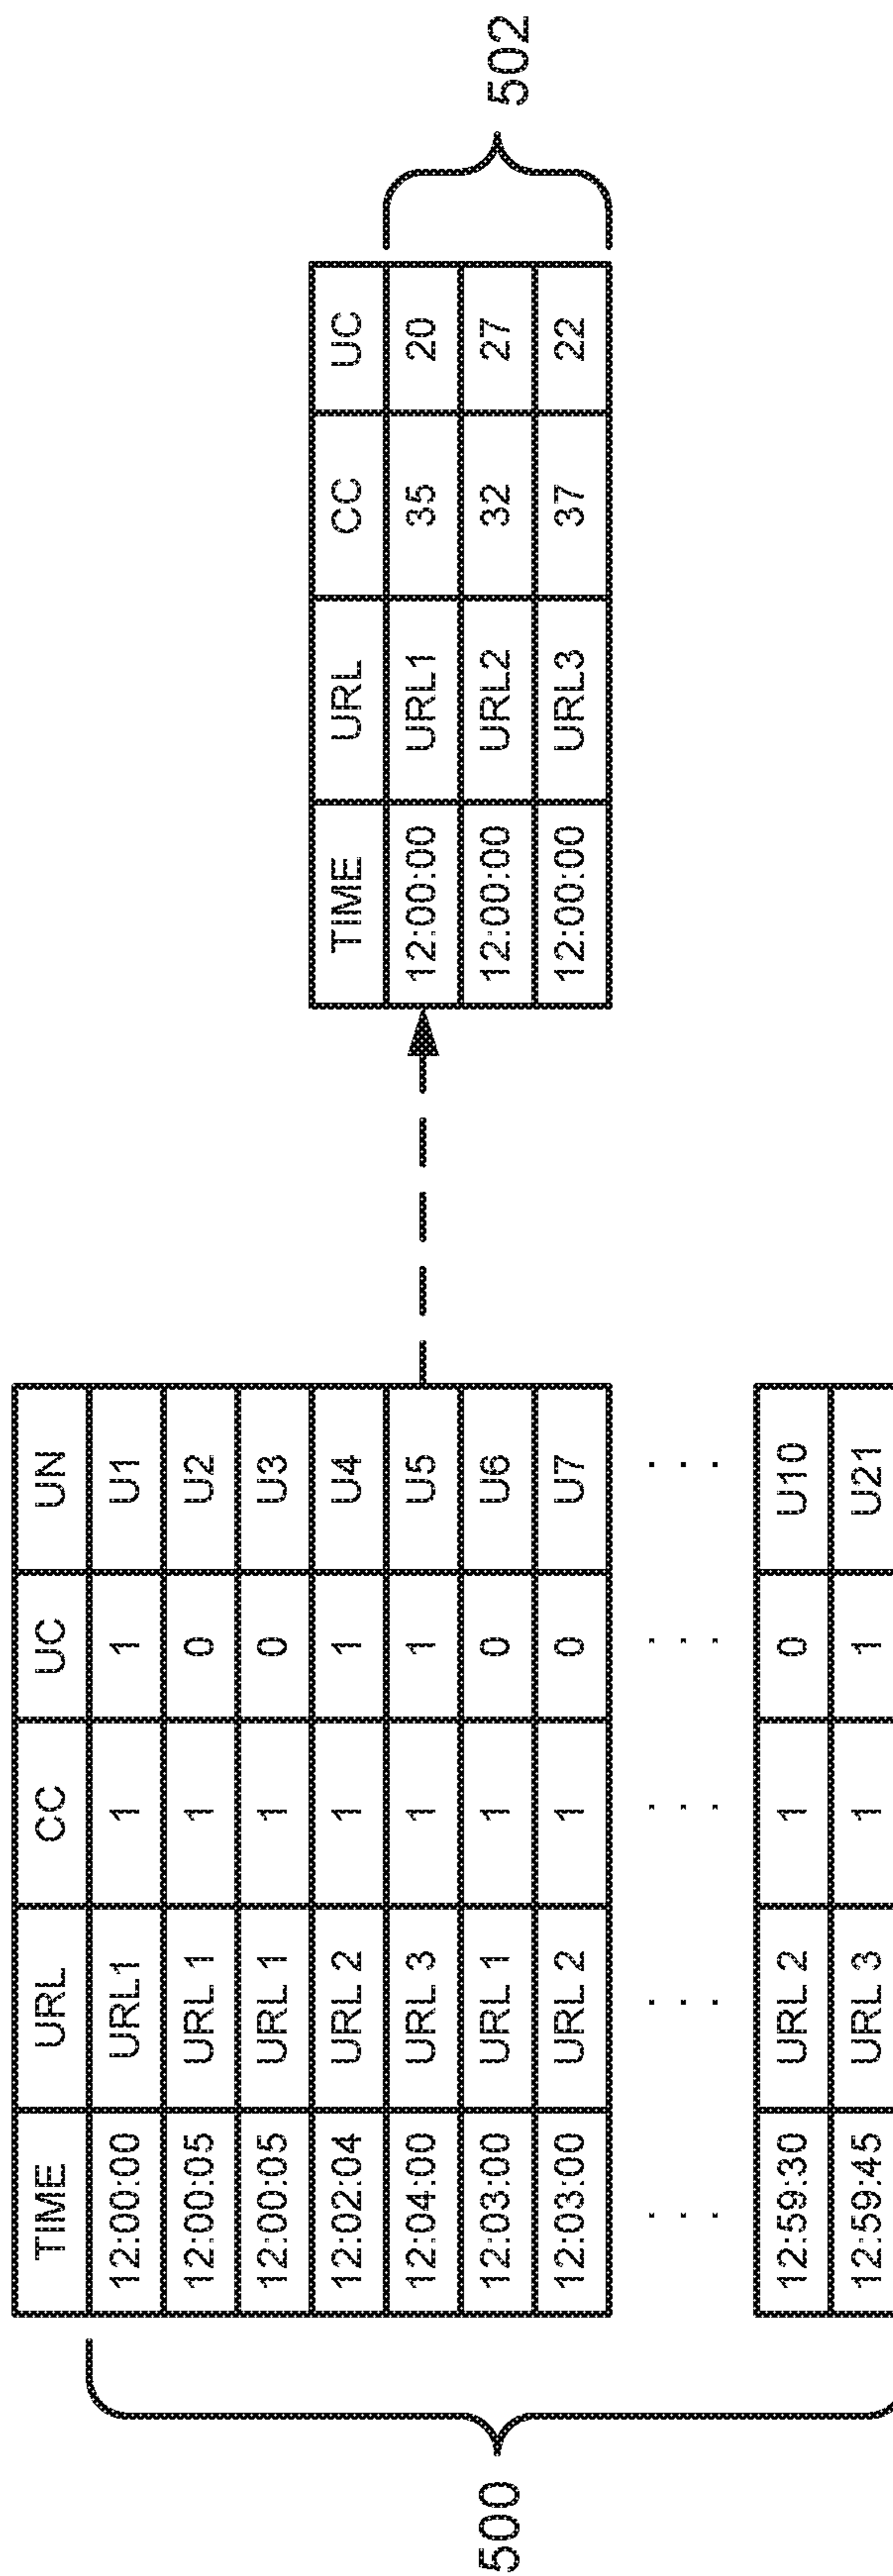 500
TIME URL CC UC UN
12:00:00 URL1 1 1 U1
12:00:05 URL 1 1 0 U2
12:00:05 URL 1 1 0 U3
12:02:04 URL 2 1 1 U4
12:04:00 URL 3 1 1 U5
12:03:00 URL 1 1 0 U6
12:03:00 URL 2 1 0 U7
. . . . . . . . . . . . . . .
12:59:30 URL 2 1 0 U10
12:59:45 URL 3 1 1 U21
TIME URL CC UC
12:00:00 URL1 35 20
12:00:00 URL2 32 27
12:00:00 URL3 37 22
502